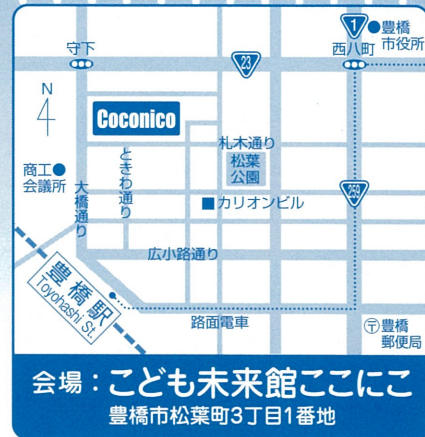 1
豊橋
市役所
守下
西八町
23
N
Coconico
札木通り
松葉
公園
ときわ通り
商工
会議所
大橋通り
カリオンビル
259
広小路通り
豊橋駅
Toyohashi St.
路面電車
〒豊橋
郵便局
会場：こども未来館ここにこ
豊橋市松葉町3丁目1番地